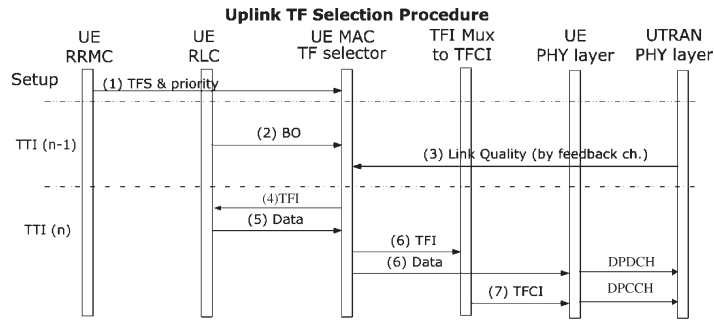 Uplink TF Selection Procedure
UE RRMC
UE RLC
UE MAC TF selector
TFI Mux to TFCI
UE PHY layer
UTRAN PHY layer
Setup
(1) TFS & priority
TTI (n-1)
(2) BO
(3) Link Quality (by feedback ch.)
(4)TFI
TTI (n)
(5) Data
(6) TFI
(6) Data
DPDCH
(7) TFCI
DPCCH